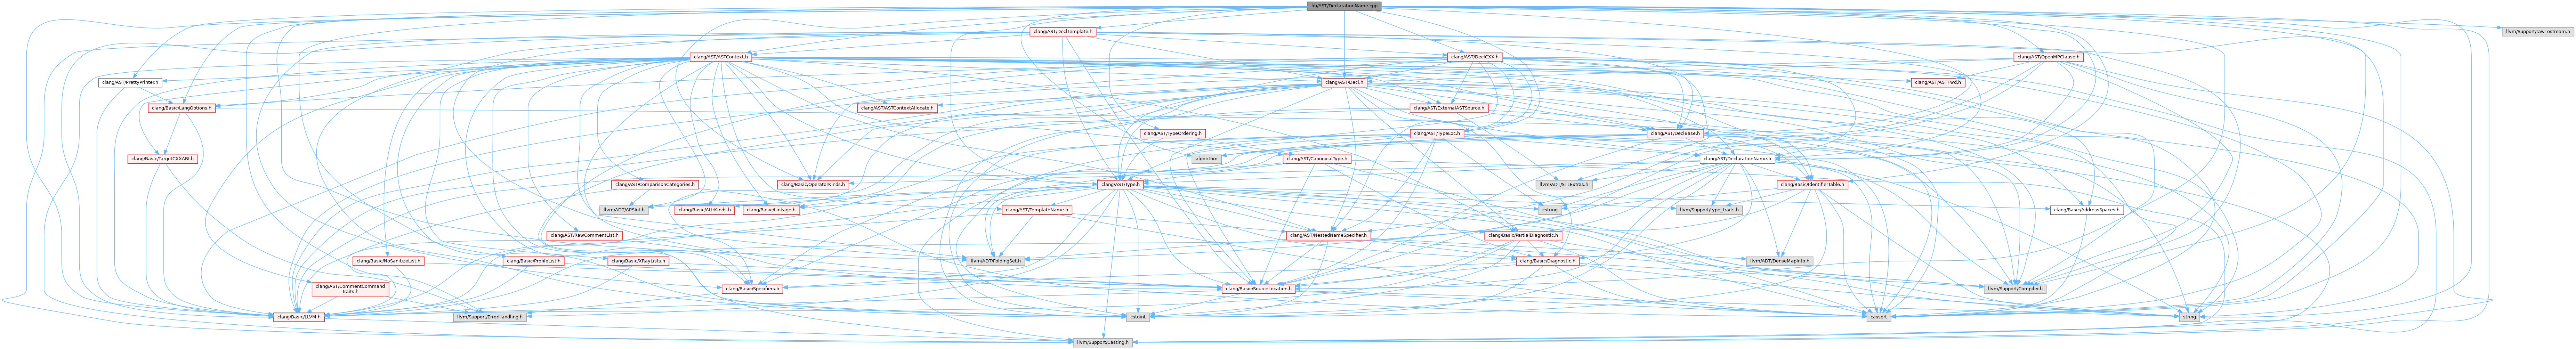 lib/AST/DeclarationName.cpp
clang/AST/DeclTemplate.h
llvm/Support/raw_ostream.h
clang/AST/ASTContext.h
clang/AST/DeclCXX.h
clang/AST/OpenMPClause.h
clang/AST/PrettyPrinter.h
clang/AST/Decl.h
clang/AST/ASTFwd.h
clang/Basic/LangOptions.h
clang/AST/ASTContextAllocate.h
clang/AST/ExternalASTSource.h
clang/AST/TypeOrdering.h
clang/AST/TypeLoc.h
clang/AST/DeclBase.h
clang/Basic/TargetCXXABI.h
algorithm
clang/AST/CanonicalType.h
clang/AST/DeclarationName.h
clang/AST/ComparisonCategories.h
clang/Basic/OperatorKinds.h
clang/AST/Type.h
llvm/ADT/STLExtras.h
clang/Basic/IdentifierTable.h
llvm/ADT/APSInt.h
clang/Basic/AttrKinds.h
clang/Basic/Linkage.h
clang/AST/TemplateName.h
cstring
llvm/Support/type_traits.h
clang/Basic/AddressSpaces.h
clang/AST/RawCommentList.h
clang/AST/NestedNameSpecifier.h
clang/Basic/PartialDiagnostic.h
clang/Basic/NoSanitizeList.h
clang/Basic/ProfileList.h
clang/Basic/XRayLists.h
llvm/ADT/FoldingSet.h
clang/Basic/Diagnostic.h
llvm/ADT/DenseMapInfo.h
clang/AST/CommentCommand
Traits.h
clang/Basic/Specifiers.h
clang/Basic/SourceLocation.h
llvm/Support/Compiler.h
clang/Basic/LLVM.h
llvm/Support/ErrorHandling.h
cstdint
cassert
string
llvm/Support/Casting.h